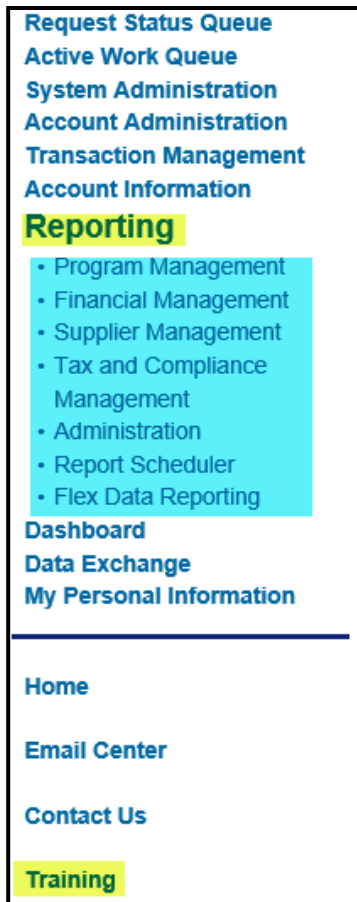 Request Status Queue
Active Work Queue
System Administration
Account Administration
Transaction Management
Account Information
Reporting
• Program Management
• Financial Management
• Supplier Management
• Tax and Compliance
Management
• Administration
• Report Scheduler
• Flex Data Reporting
Dashboard
Data Exchange
My Personal Information
Home
Email Center
Contact Us
Training